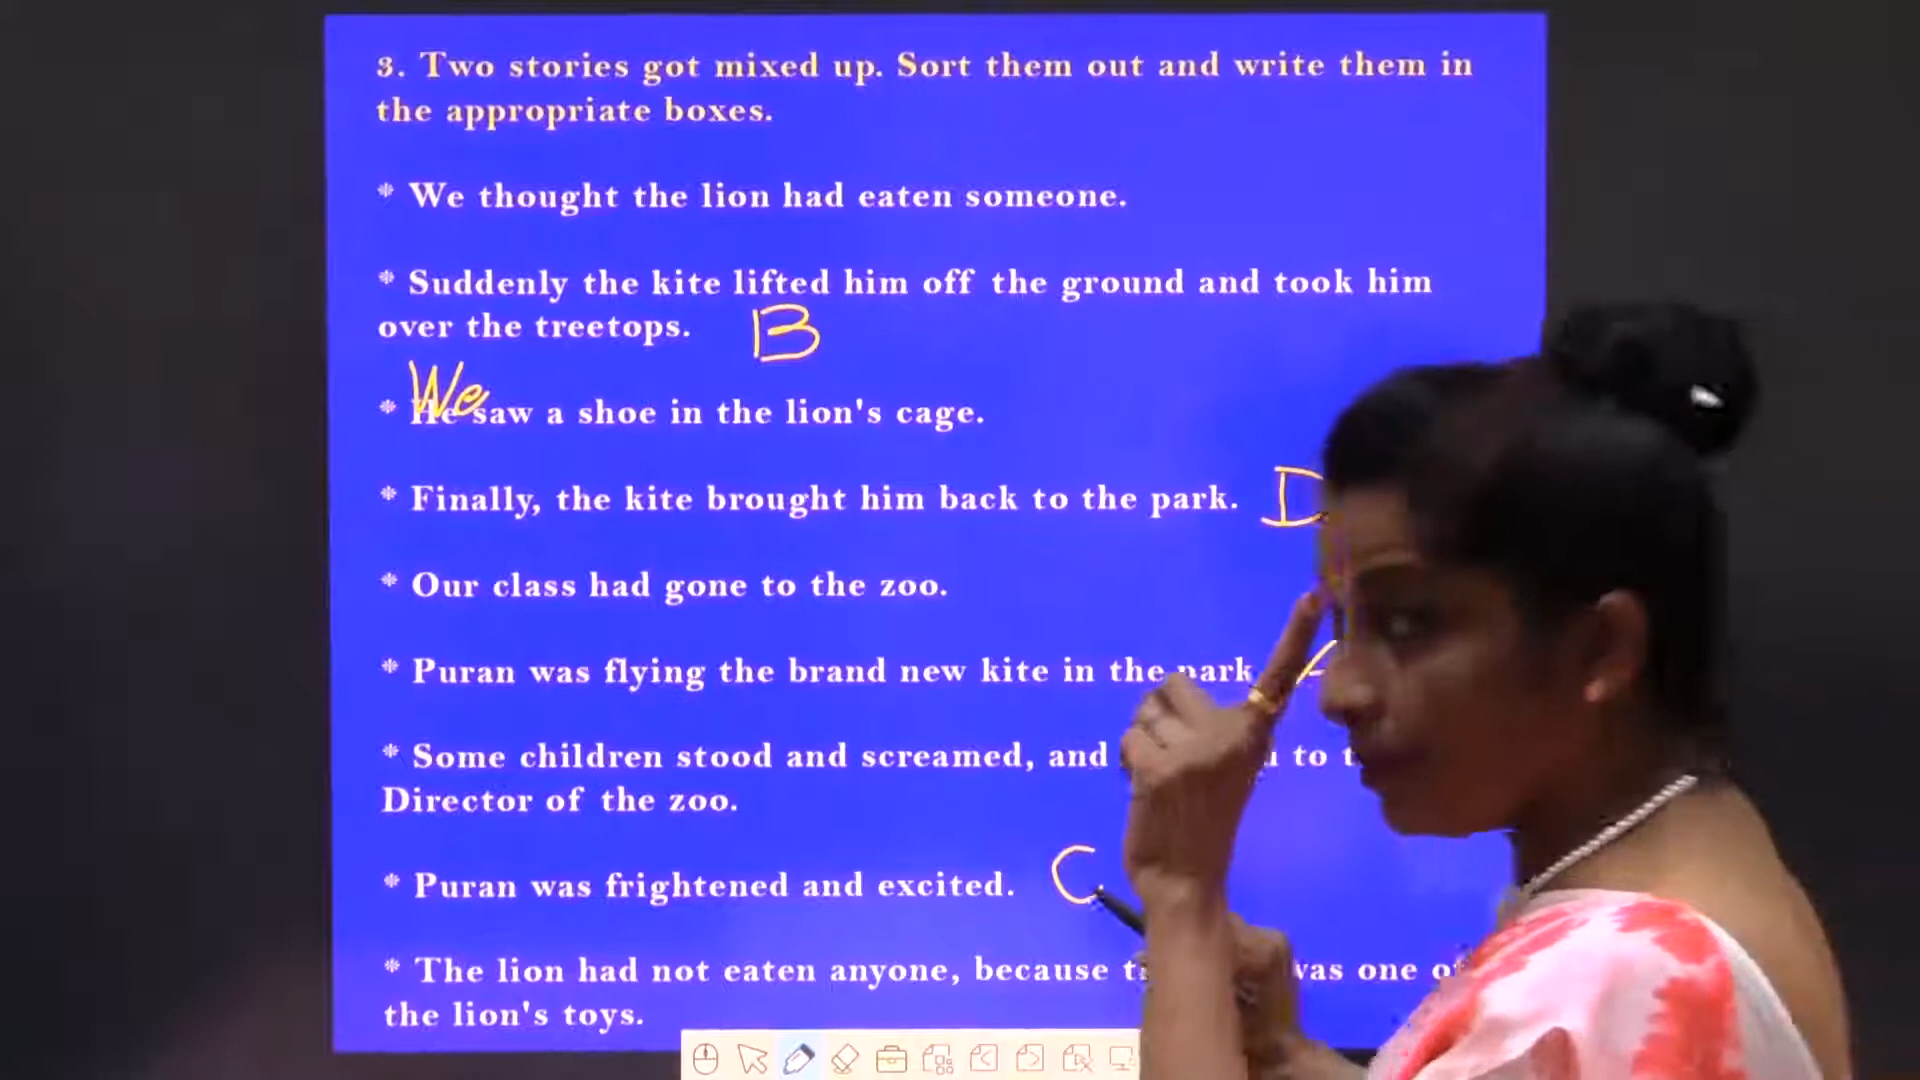 3. Two stories got mixed up. Sort them out and write them in
the appropriate boxes.
* We thought the lion had eaten someone.
* Suddenly the kite lifted him off the ground and took him
over the treetops. B
We
* He saw a shoe in the lion's cage.
* Finally, the kite brought him back to the park. D
* Our class had gone to the zoo.
* Puran was flying the brand new kite in the park
* Some children stood and screamed, and to
Director of the zoo.
* Puran was frightened and excited. C
* The lion had not eaten anyone, because was one
the lion's toys.